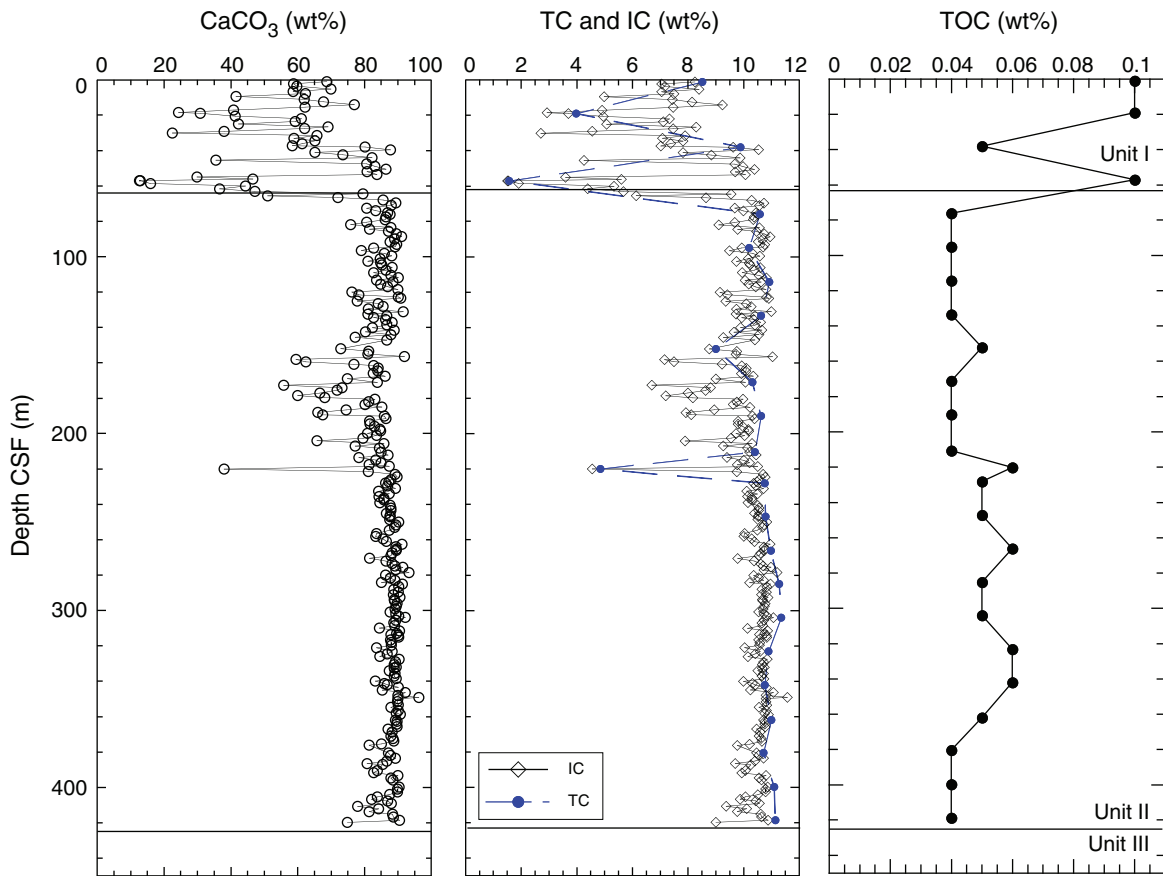 CaCO3 (wt%)
TC and IC (wt%)
TOC (wt%)
0 20 40 60 80 100
0 2 4 6 8 10 12
0 0.02 0.04 0.06 0.08 0.1
0
100
200
300
400
Depth CSF (m)
Unit I
IC
TC
Unit II
Unit III